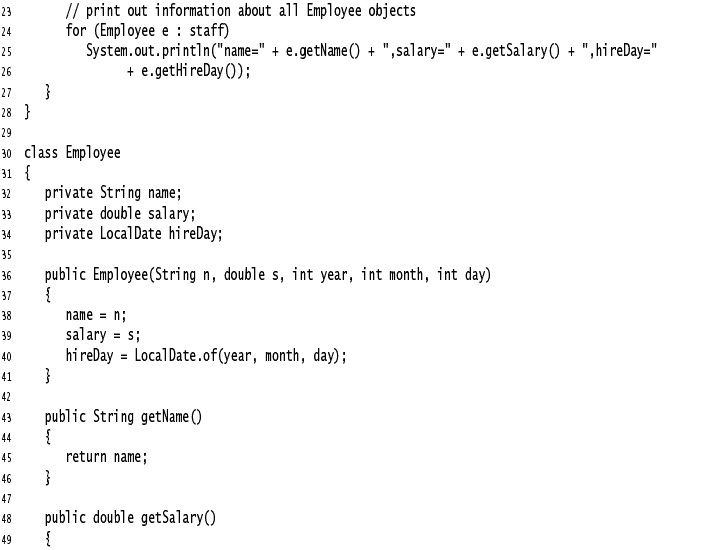 23 // print out information about all Employee objects
24 for (Employee e : staff)
25 System.out.println("name=" + e.getName() + ",salary=" + e.getSalary() + ",hireDay="
26 + e.getHireDay());
27 }
28 }
29
30 class Employee
31 {
32 private String name;
33 private double salary;
34 private LocalDate hireDay;
35
36 public Employee(String n, double s, int year, int month, int day)
37 {
38 name = n;
39 salary = s;
40 hireDay = LocalDate.of(year, month, day);
41 }
42
43 public String getName()
44 {
45 return name;
46 }
47
48 public double getSalary()
49 {